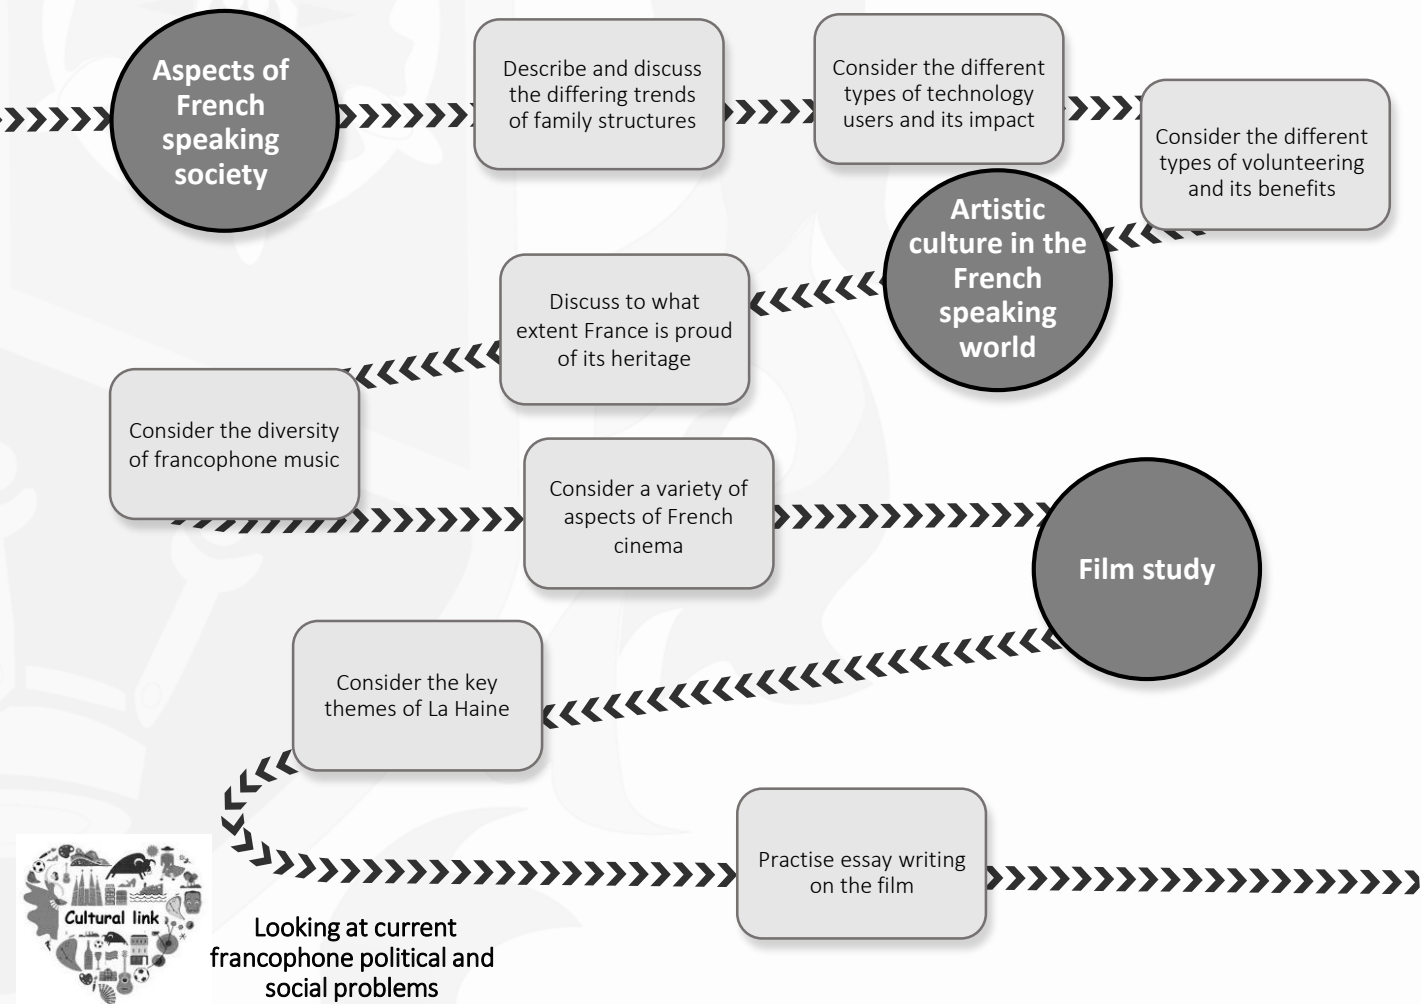 Aspects of
French
speaking
society
Describe and discuss
the differing trends
of family structures
Consider the different
types of technology
users and its impact
Consider the different
types of volunteering
and its benefits
Artistic
culture in the
French
speaking
world
Discuss to what
extent France is proud
of its heritage
Consider the diversity
of francophone music
Consider a variety of
aspects of French
cinema
Film study
Consider the key
themes of La Haine
Practise essay writing
on the film
Cultural link
Looking at current
francophone political and
social problems